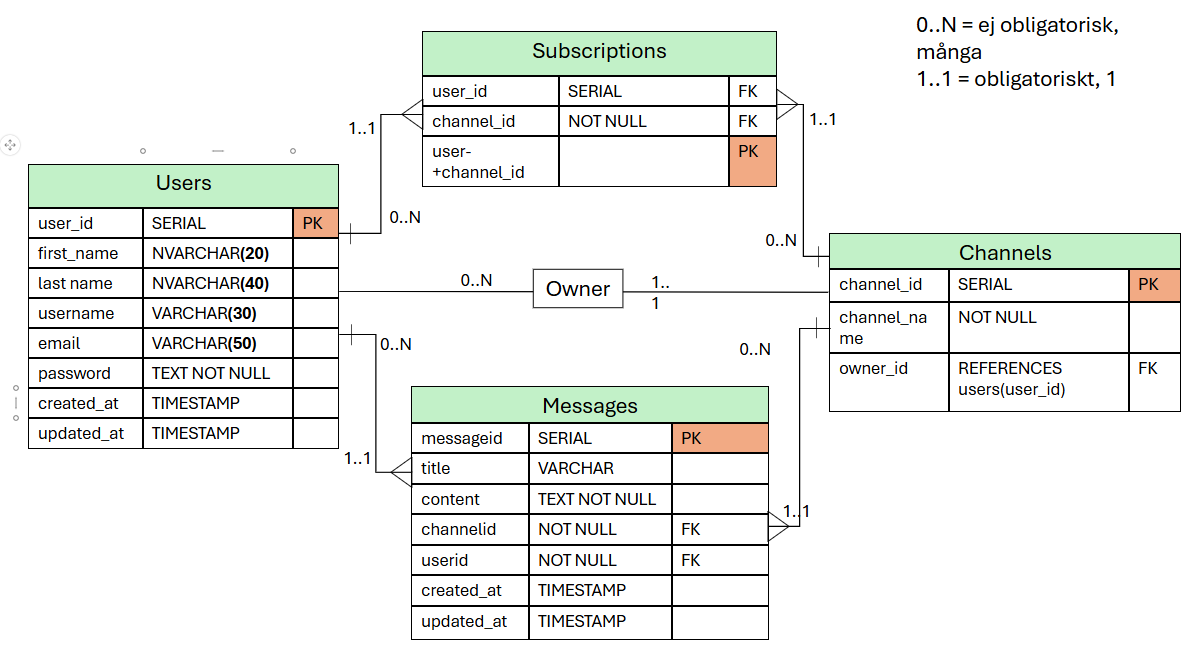 0..N = ej obligatorisk,
många
1..1 = obligatoriskt, 1
Subscriptions
user_id SERIAL FK
channel_id NOT NULL FK
user-
+channel_id PK
1..1
1..1
0..N
0..N
Users
user_id SERIAL PK
first_name NVARCHAR(20)
last name NVARCHAR(40)
username VARCHAR(30)
email VARCHAR(50)
password TEXT NOT NULL
created_at TIMESTAMP
updated_at TIMESTAMP
0..N
Owner
1..
1
Channels
channel_id SERIAL PK
channel_na
me NOT NULL
owner_id REFERENCES
users(user_id) FK
0..N
0..N
1..1
1..1
Messages
messageid SERIAL PK
title VARCHAR
content TEXT NOT NULL
channelid NOT NULL FK
userid NOT NULL FK
created_at TIMESTAMP
updated_at TIMESTAMP